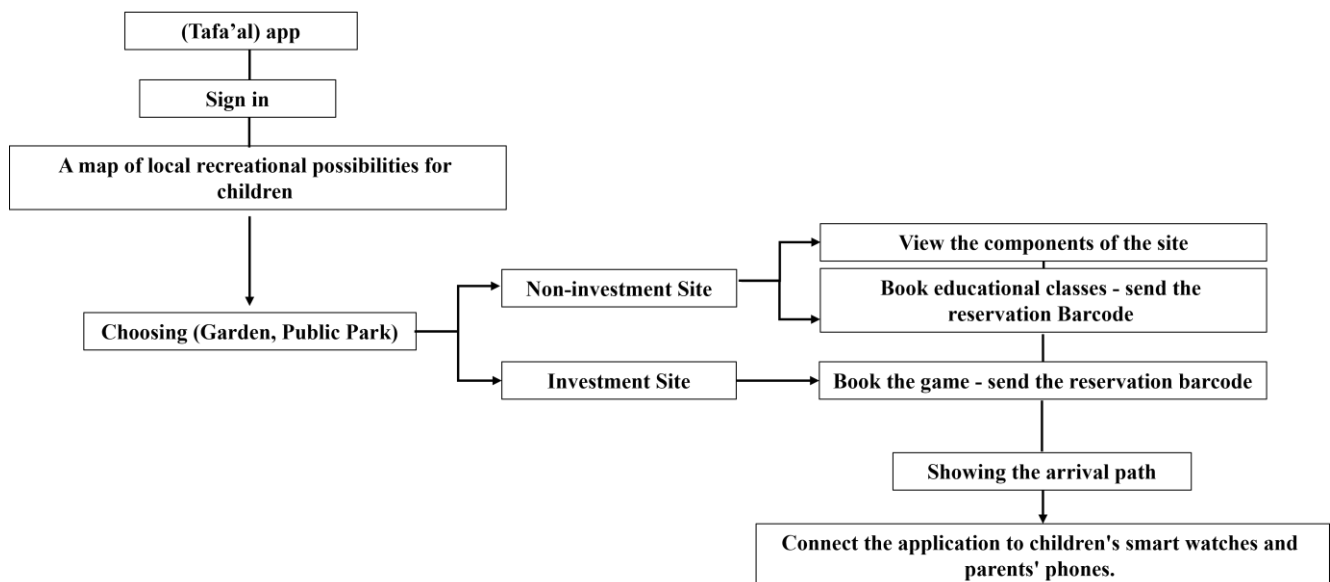 (Tafa’al) app
Sign in
A map of local recreational possibilities for
children
Choosing (Garden, Public Park)
Non-investment Site
Investment Site
View the components of the site
Book educational classes - send the
reservation Barcode
Book the game - send the reservation barcode
Showing the arrival path
Connect the application to children's smart watches and
parents' phones.